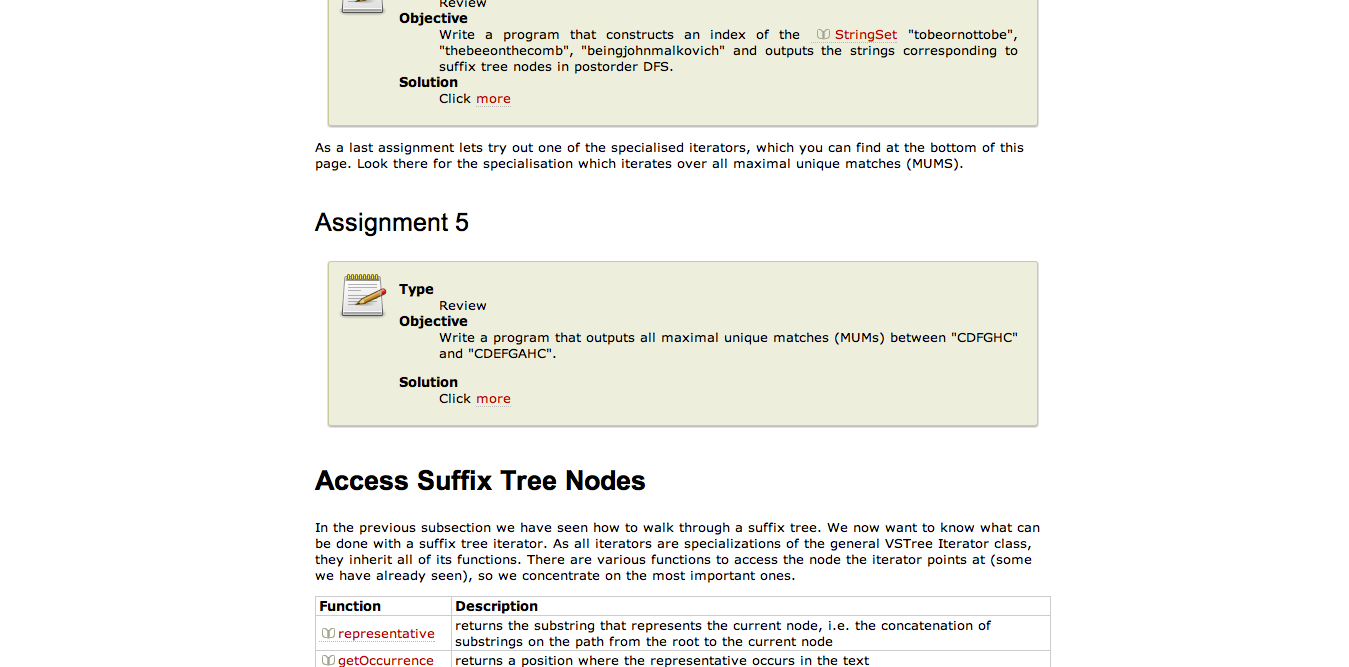 Review
Objective
Write a program that constructs an index of the StringSet "tobeornottobe",
"thebeeonthecomb", "beingjohnmalkovich" and outputs the strings corresponding to
suffix tree nodes in postorder DFS.
Solution
Click more
As a last assignment lets try out one of the specialised iterators, which you can find at the bottom of this
page. Look there for the specialisation which iterates over all maximal unique matches (MUMS).
Assignment 5
Type
Review
Objective
Write a program that outputs all maximal unique matches (MUMs) between "CDFGHC"
and "CDEFGAHC".
Solution
Click more
Access Suffix Tree Nodes
In the previous subsection we have seen how to walk through a suffix tree. We now want to know what can
be done with a suffix tree iterator. As all iterators are specializations of the general VSTree Iterator class,
they inherit all of its functions. There are various functions to access the node the iterator points at (some
we have already seen), so we concentrate on the most important ones.
Function Description
representative returns the substring that represents the current node, i.e. the concatenation of
substrings on the path from the root to the current node
getOccurrence returns a position where the representative occurs in the text